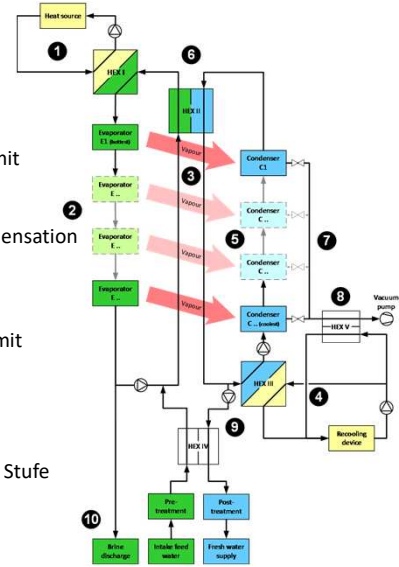 Heat source
1
6
HEX I
HEX II
Evaporator
E1 (hottest)
Vapour
Condenser
C1
mit
3
Evaporator
E ..
Vapour
Condenser
C ..
2
ensation
5
7
Evaporator
E ..
Vapour
Condenser
C ..
8
Vacuum
pump
Evaporator
E ..
Vapour
Condenser
C .. (coolest)
HEX V
mit
HEX III
4
9
HEX IV
Recooling
device
Stufe
Pre-
treatment
Post-
treatment
10
Brine
discharge
Intake feed
water
Fresh water
supply